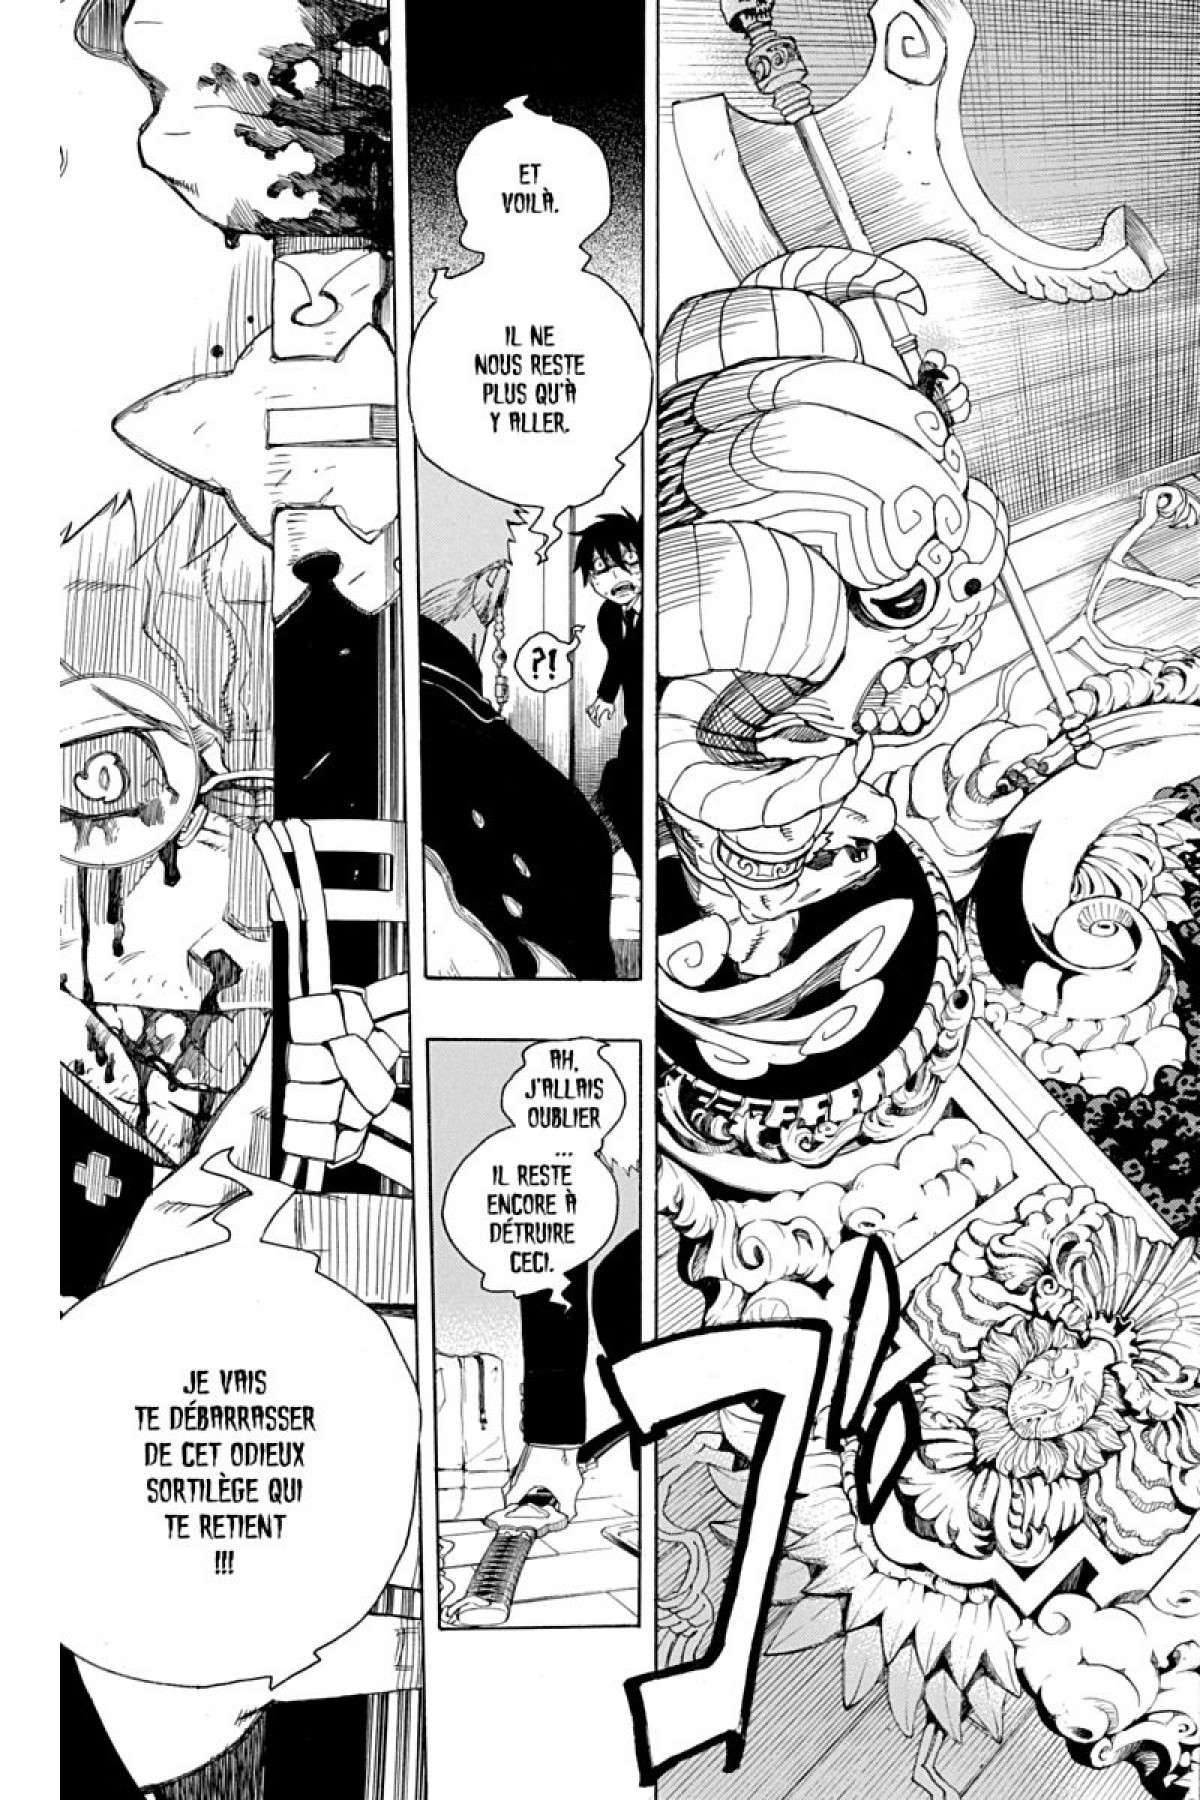 ET
VOILÀ.
IL NE
NOUS RESTE
PLUS QU'À
Y ALLER.
?!
AH,
J'ALLAIS
OUBLIER
...
IL RESTE
ENCORE À
DÉTRUIRE
CECI.
JE VAIS
TE DÉBARRASSER
DE CET ODIEUX
SORTILÈGE QUI
TE RETIENT
!!!